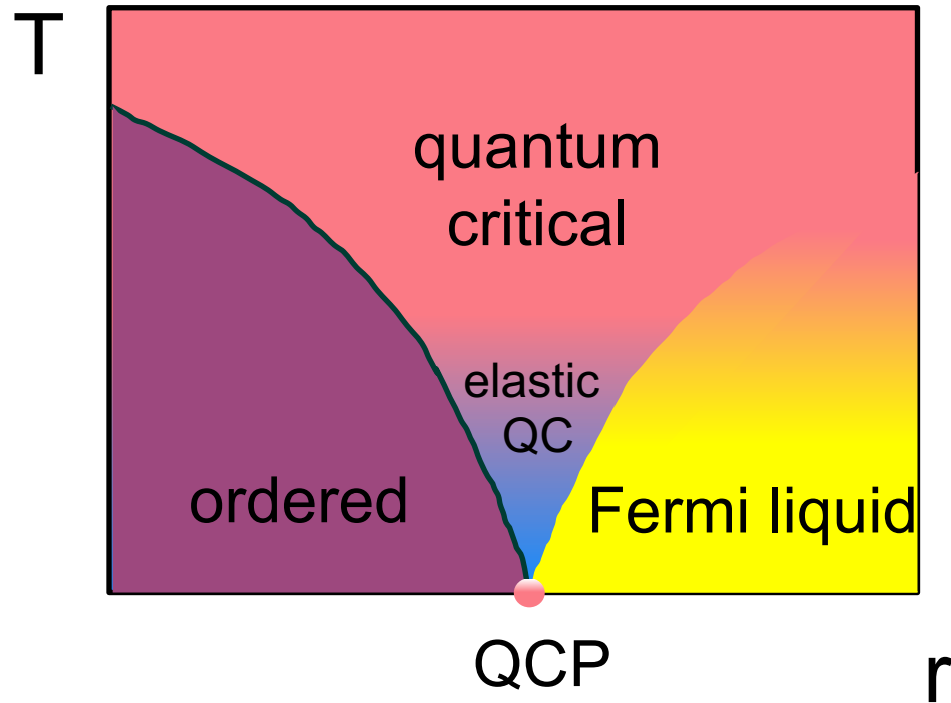 T
quantum
critical
elastic
QC
ordered
Fermi liquid
QCP
r